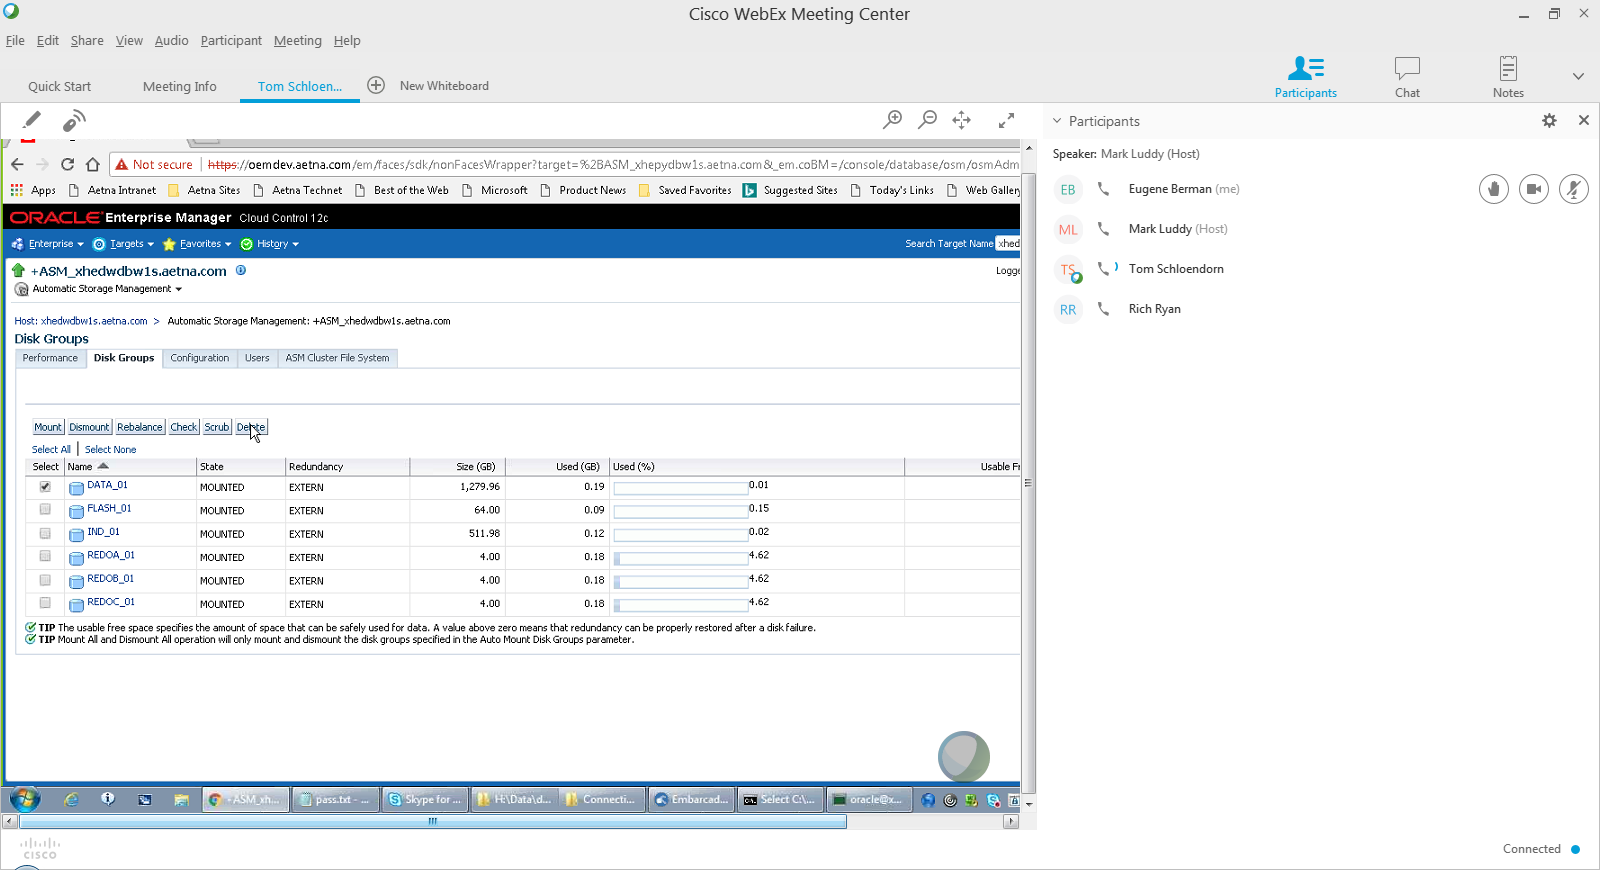 Cisco WebEx Meeting Center
File Edit Share View Audio Participant Meeting Help
Quick Start Meeting Info Tom Schloen... New Whiteboard
Participants Chat Notes
Participants
Speaker: Mark Luddy (Host)
EB Eugene Berman (me)
ML Mark Luddy (Host)
TS Tom Schloendorn
RR Rich Ryan
Not secure https://oemdev.aetna.com/em/faces/sdk/nonFacesWrapper?target=%2BASM_xhepydbw1s.aetna.com&_em.coBM=/console/database/osm/osmAdm
Apps Aetna Intranet Aetna Sites Aetna Technet Best of the Web Microsoft Product News Saved Favorites Suggested Sites Today's Links Web Gallery
ORACLE Enterprise Manager Cloud Control 12c
Enterprise Targets Favorites History Search Target Name xhed
+ASM_xhedwdbw1s.aetna.com Logge
Automatic Storage Management
Host: xhedwdbw1s.aetna.com > Automatic Storage Management: +ASM_xhedwdbw1s.aetna.com
Disk Groups
Performance Disk Groups Configuration Users ASM Cluster File System
Mount Dismount Rebalance Check Scrub Delete
Select All | Select None
Select Name State Redundancy Size (GB) Used (GB) Used (%) Usable Fr
DATA_01 MOUNTED EXTERN 1,279.96 0.19 0.01
FLASH_01 MOUNTED EXTERN 64.00 0.09 0.15
IND_01 MOUNTED EXTERN 511.98 0.12 0.02
REDOA_01 MOUNTED EXTERN 4.00 0.18 4.62
REDOB_01 MOUNTED EXTERN 4.00 0.18 4.62
REDOC_01 MOUNTED EXTERN 4.00 0.18 4.62
TIP The usable free space specifies the amount of space that can be safely used for data. A value above zero means that redundancy can be properly restored after a disk failure.
TIP Mount All and Dismount All operation will only mount and dismount the disk groups specified in the Auto Mount Disk Groups parameter.
+ASM_xh... pass.txt - ... Skype for ... H:\Data\d... Connecti... Embarcad... Select C:\... oracle@x...
CISCO
Connected